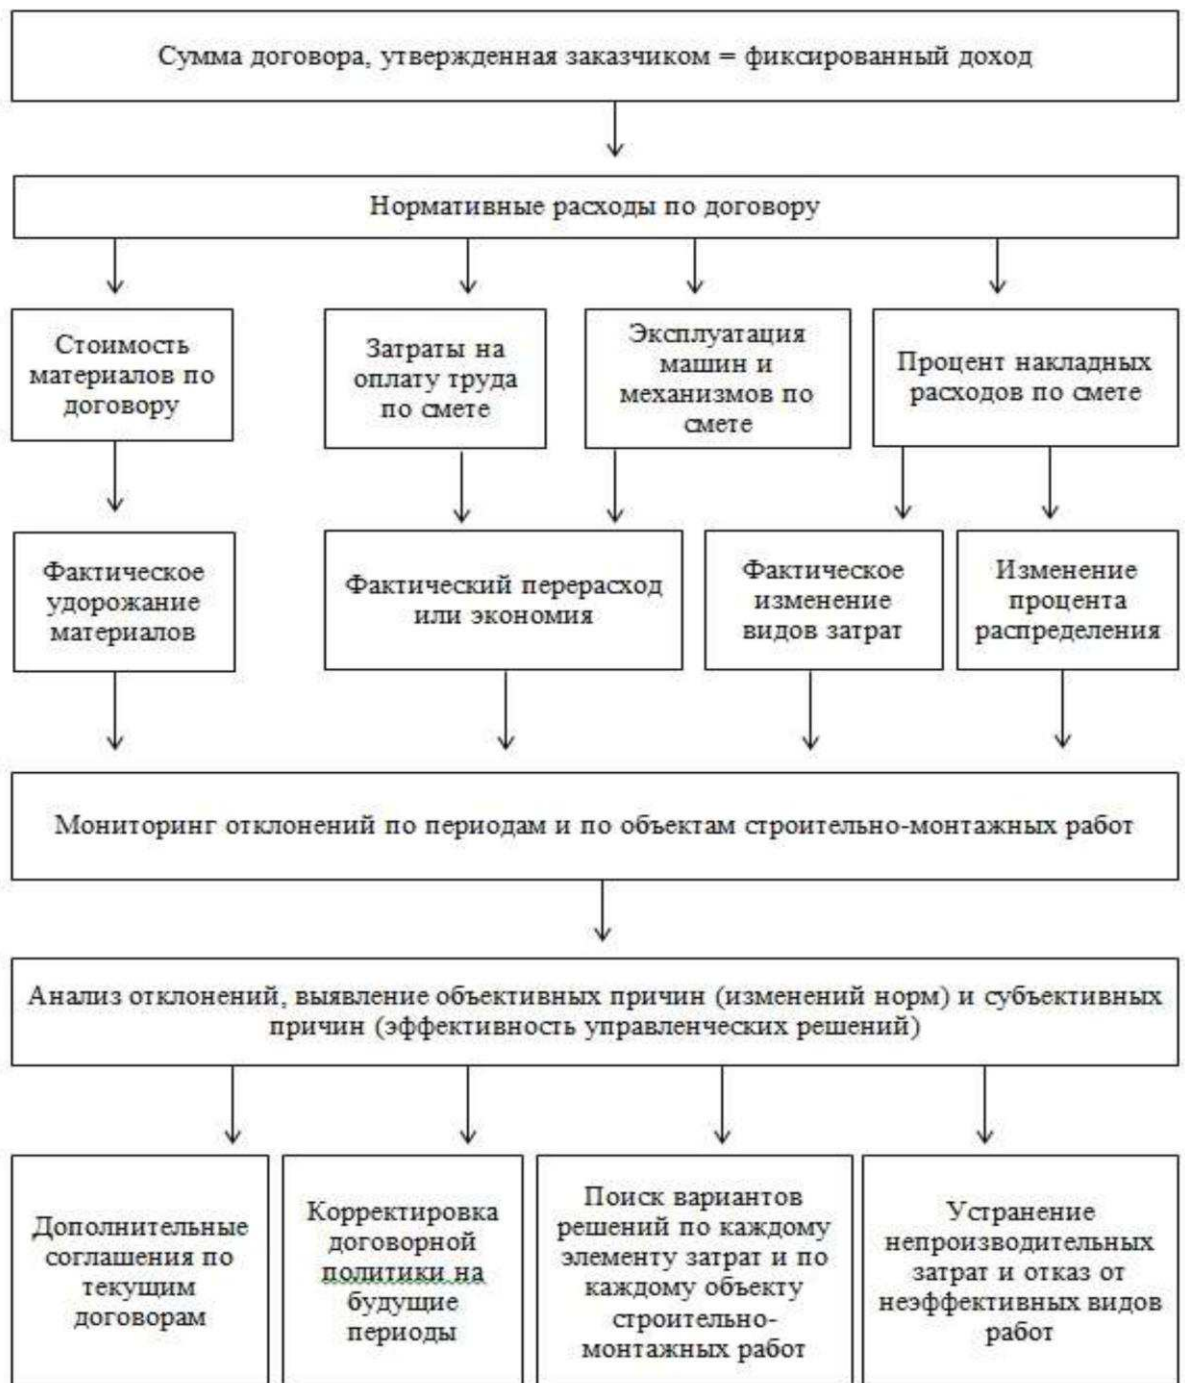 Сумма договора, утвержденная заказчиком = фиксированный доход
Нормативные расходы по договору
Стоимость
материалов по
договору
Затраты на
оплату труда
по смете
Эксплуатация
машин и
механизмов по
смете
Процент накладных
расходов по смете
Фактическое
удорожание
материалов
Фактический перерасход
или экономия
Фактическое
изменение
видов затрат
Изменение
процента
распределения
Мониторинг отклонений по периодам и по объектам строительно-монтажных работ
Анализ отклонений, выявление объективных причин (изменений норм) и субъективных
причин (эффективность управленческих решений)
Дополнительные
соглашения по
текущим
договорам
Корректировка
договорной
политики на
будущие
периоды
Поиск вариантов
решений по каждому
элементу затрат и по
каждому объекту
строительно-
монтажных работ
Устранение
непроизводительных
затрат и отказ от
неэффективных видов
работ